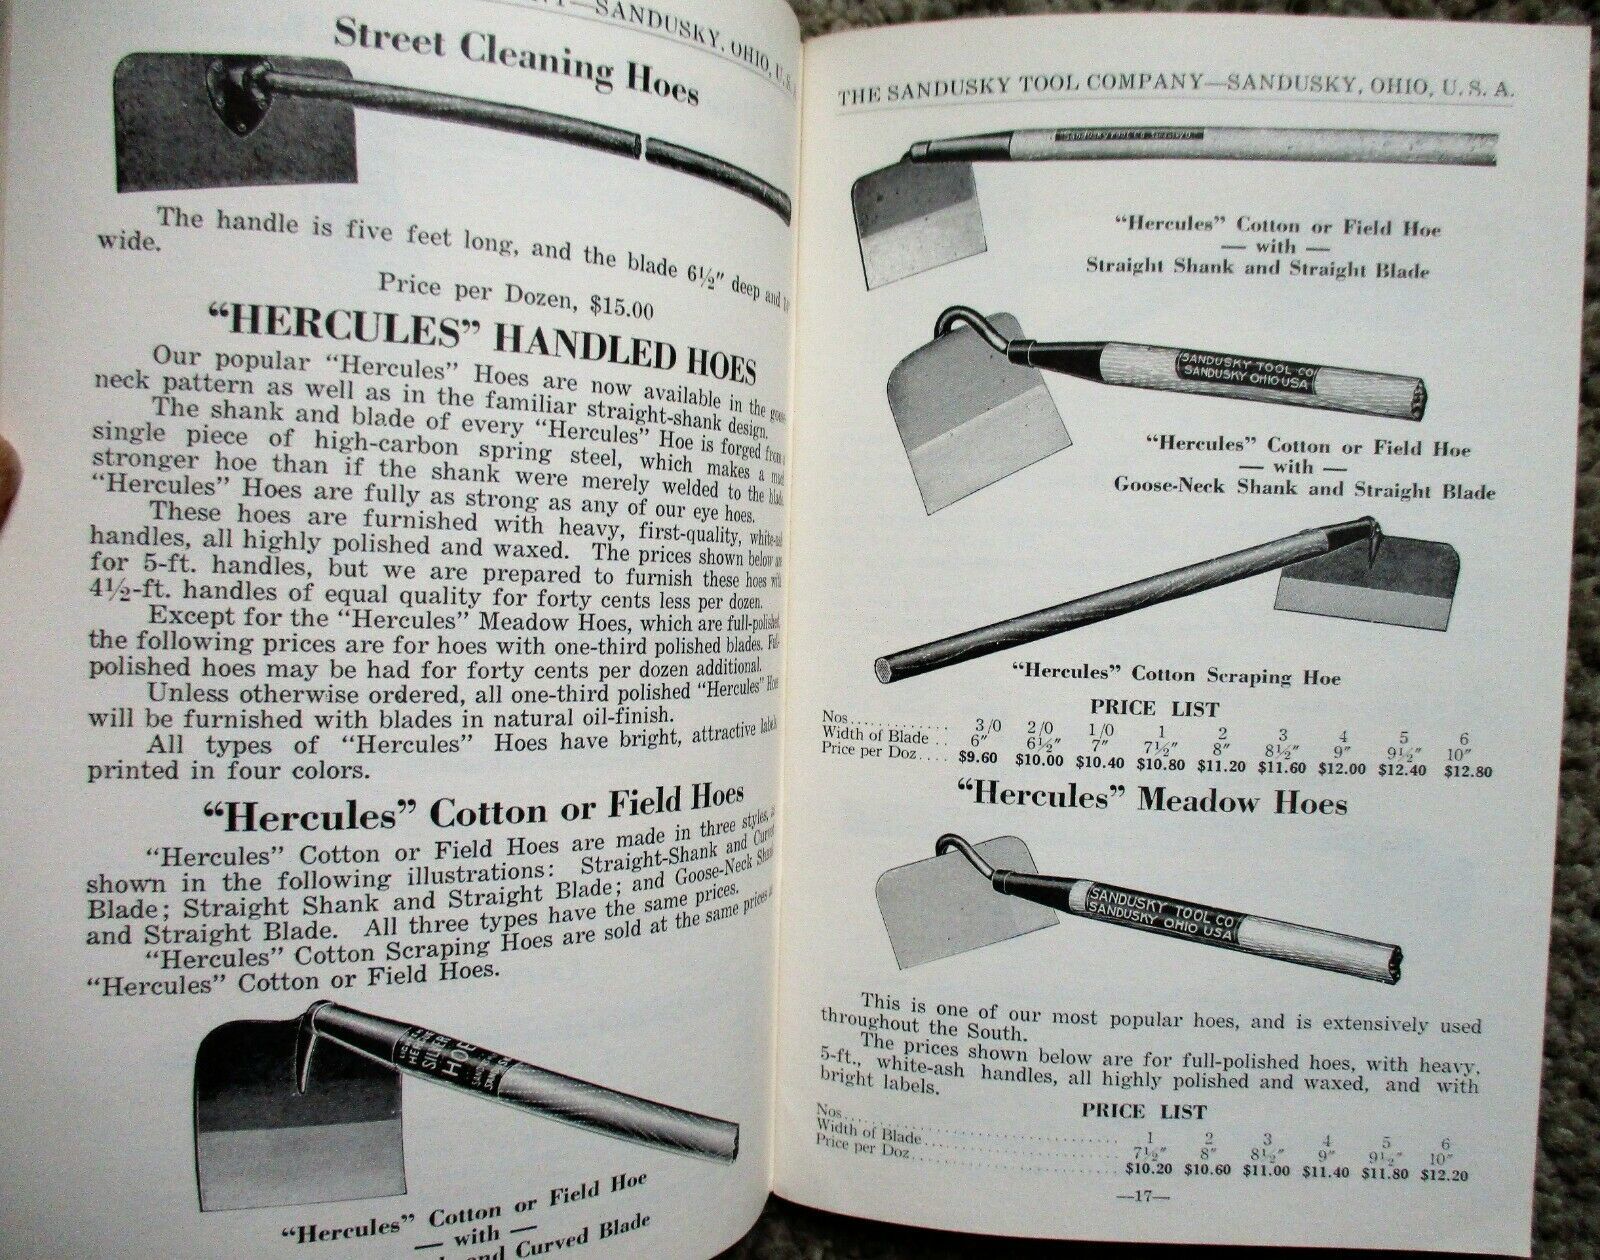 NY—SANDUSKY, OHIO, U. S. A.
Street Cleaning Hoes
The handle is five feet long, and the blade 6½" deep and
wide.
Price per Dozen, $15.00
“HERCULES” HANDLED HOES
Our popular “Hercules” Hoes are now available in the goose-
neck pattern as well as in the familiar straight-shank design.
The shank and blade of every “Hercules” Hoe is forged from a
single piece of high-carbon spring steel, which makes a much
stronger hoe than if the shank were merely welded to the blade.
“Hercules” Hoes are fully as strong as any of our eye hoes.
These hoes are furnished with heavy, first-quality, white-ash
handles, all highly polished and waxed. The prices shown below are
for 5-ft. handles, but we are prepared to furnish these hoes with
4½-ft. handles of equal quality for forty cents less per dozen.
Except for the “Hercules” Meadow Hoes, which are full-polished,
the following prices are for hoes with one-third polished blades. Full-
polished hoes may be had for forty cents per dozen additional.
Unless otherwise ordered, all one-third polished “Hercules” Hoes
will be furnished with blades in natural oil-finish.
All types of “Hercules” Hoes have bright, attractive labels
printed in four colors.
“Hercules” Cotton or Field Hoes
“Hercules” Cotton or Field Hoes are made in three styles, as
shown in the following illustrations: Straight-Shank and Curved
Blade; Straight Shank and Straight Blade; and Goose-Neck Shank
and Straight Blade. All three types have the same prices.
“Hercules” Cotton Scraping Hoes are sold at the same prices as
“Hercules” Cotton or Field Hoes.
HOE
“Hercules” Cotton or Field Hoe
— with —
and Curved Blade
THE SANDUSKY TOOL COMPANY—SANDUSKY, OHIO, U. S. A.
SANDUSKY TOOL CO. SANDUSKY, O.
“Hercules” Cotton or Field Hoe
— with —
Straight Shank and Straight Blade
SANDUSKY TOOL CO
SANDUSKY OHIO USA
“Hercules” Cotton or Field Hoe
— with —
Goose-Neck Shank and Straight Blade
“Hercules” Cotton Scraping Hoe
PRICE LIST
Nos. 3/0 2/0 1/0 1 2 3 4 5 6
Width of Blade 6" 6½" 7" 7½" 8" 8½" 9" 9½" 10"
Price per Doz. $9.60 $10.00 $10.40 $10.80 $11.20 $11.60 $12.00 $12.40 $12.80
“Hercules” Meadow Hoes
SANDUSKY TOOL CO
SANDUSKY OHIO USA
This is one of our most popular hoes, and is extensively used
throughout the South.
The prices shown below are for full-polished hoes, with heavy,
5-ft., white-ash handles, all highly polished and waxed, and with
bright labels.
PRICE LIST
Nos. 1 2 3 4 5 6
Width of Blade 7½" 8" 8½" 9" 9½" 10"
Price per Doz. $10.20 $10.60 $11.00 $11.40 $11.80 $12.20
—17—